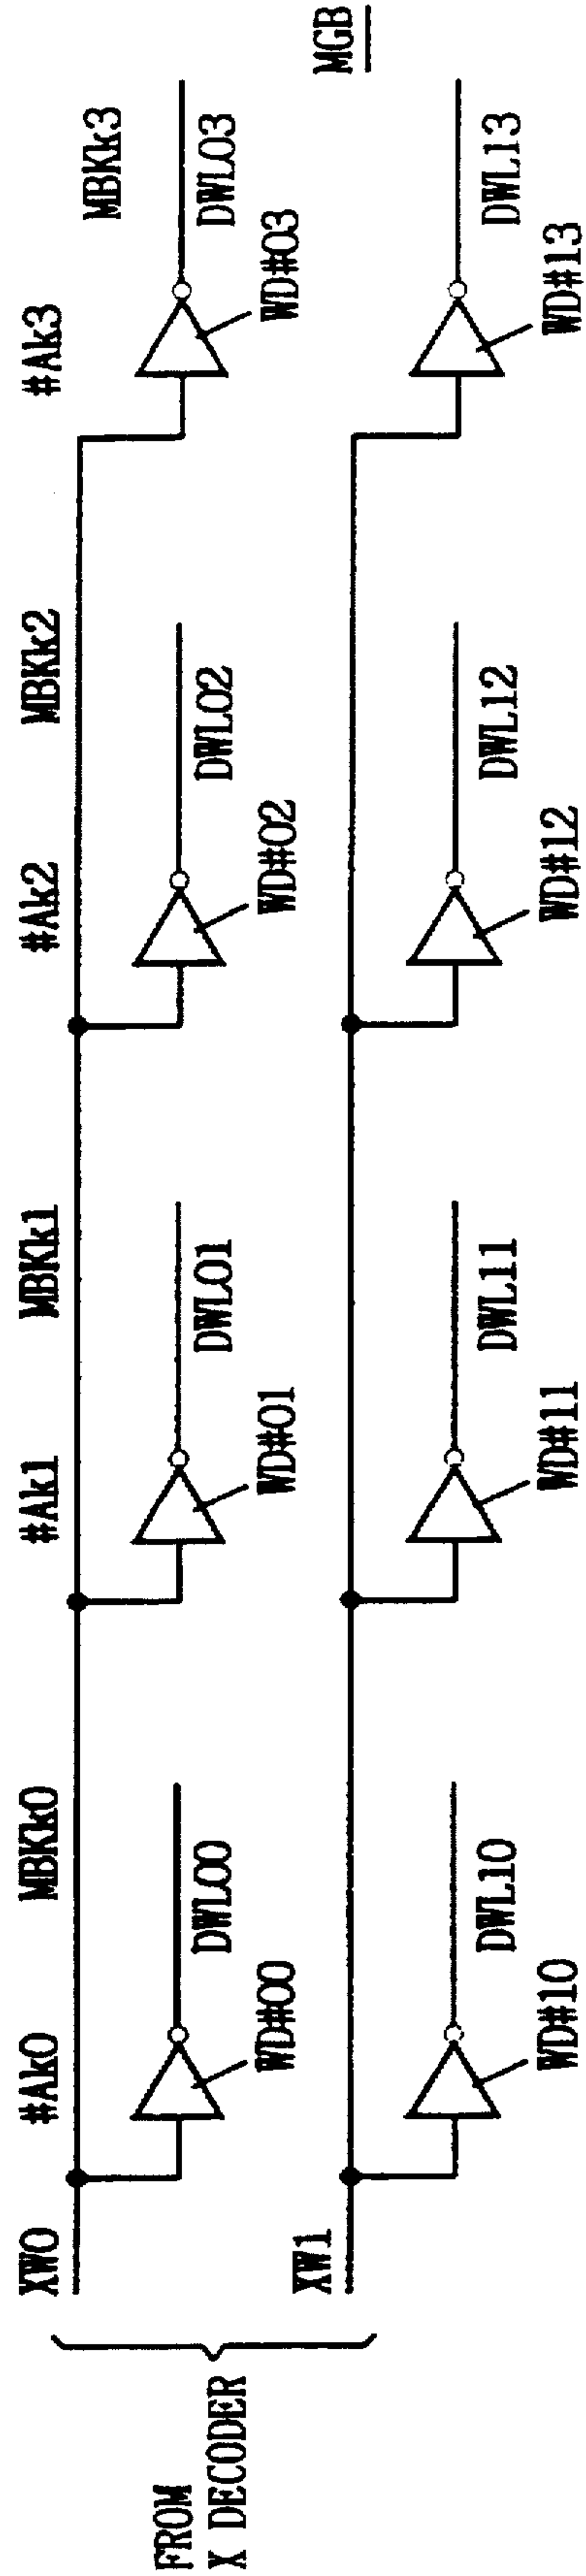 MGB
XW0 #Ak0 MBKk0 #Ak1 MBKk1 #Ak2 MBKk2 #Ak3
MBKk3
DWL00 DWL01 DWL02 DWL03
WD#00 WD#01 WD#02 WD#03
XW1
DWL10 DWL11 DWL12 DWL13
WD#10 WD#11 WD#12 WD#13
FROM
X DECODER